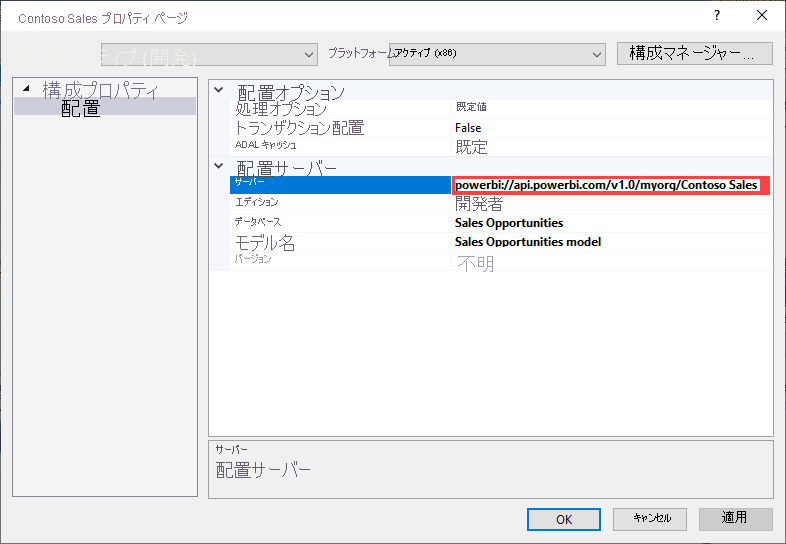 Contoso Sales プロパティ ページ
ティブ (開発) プラットフォーム アクティブ (x86) 構成マネージャー...
構成プロパティ
配置
配置オプション
処理オプション 既定値
トランザクション配置 False
ADAL キャッシュ 既定
配置サーバー
サーバー powerbi://api.powerbi.com/v1.0/myorg/Contoso Sales
エディション 開発者
データベース Sales Opportunities
モデル名 Sales Opportunities model
バージョン 不明
サーバー
配置サーバー
OK キャンセル 適用